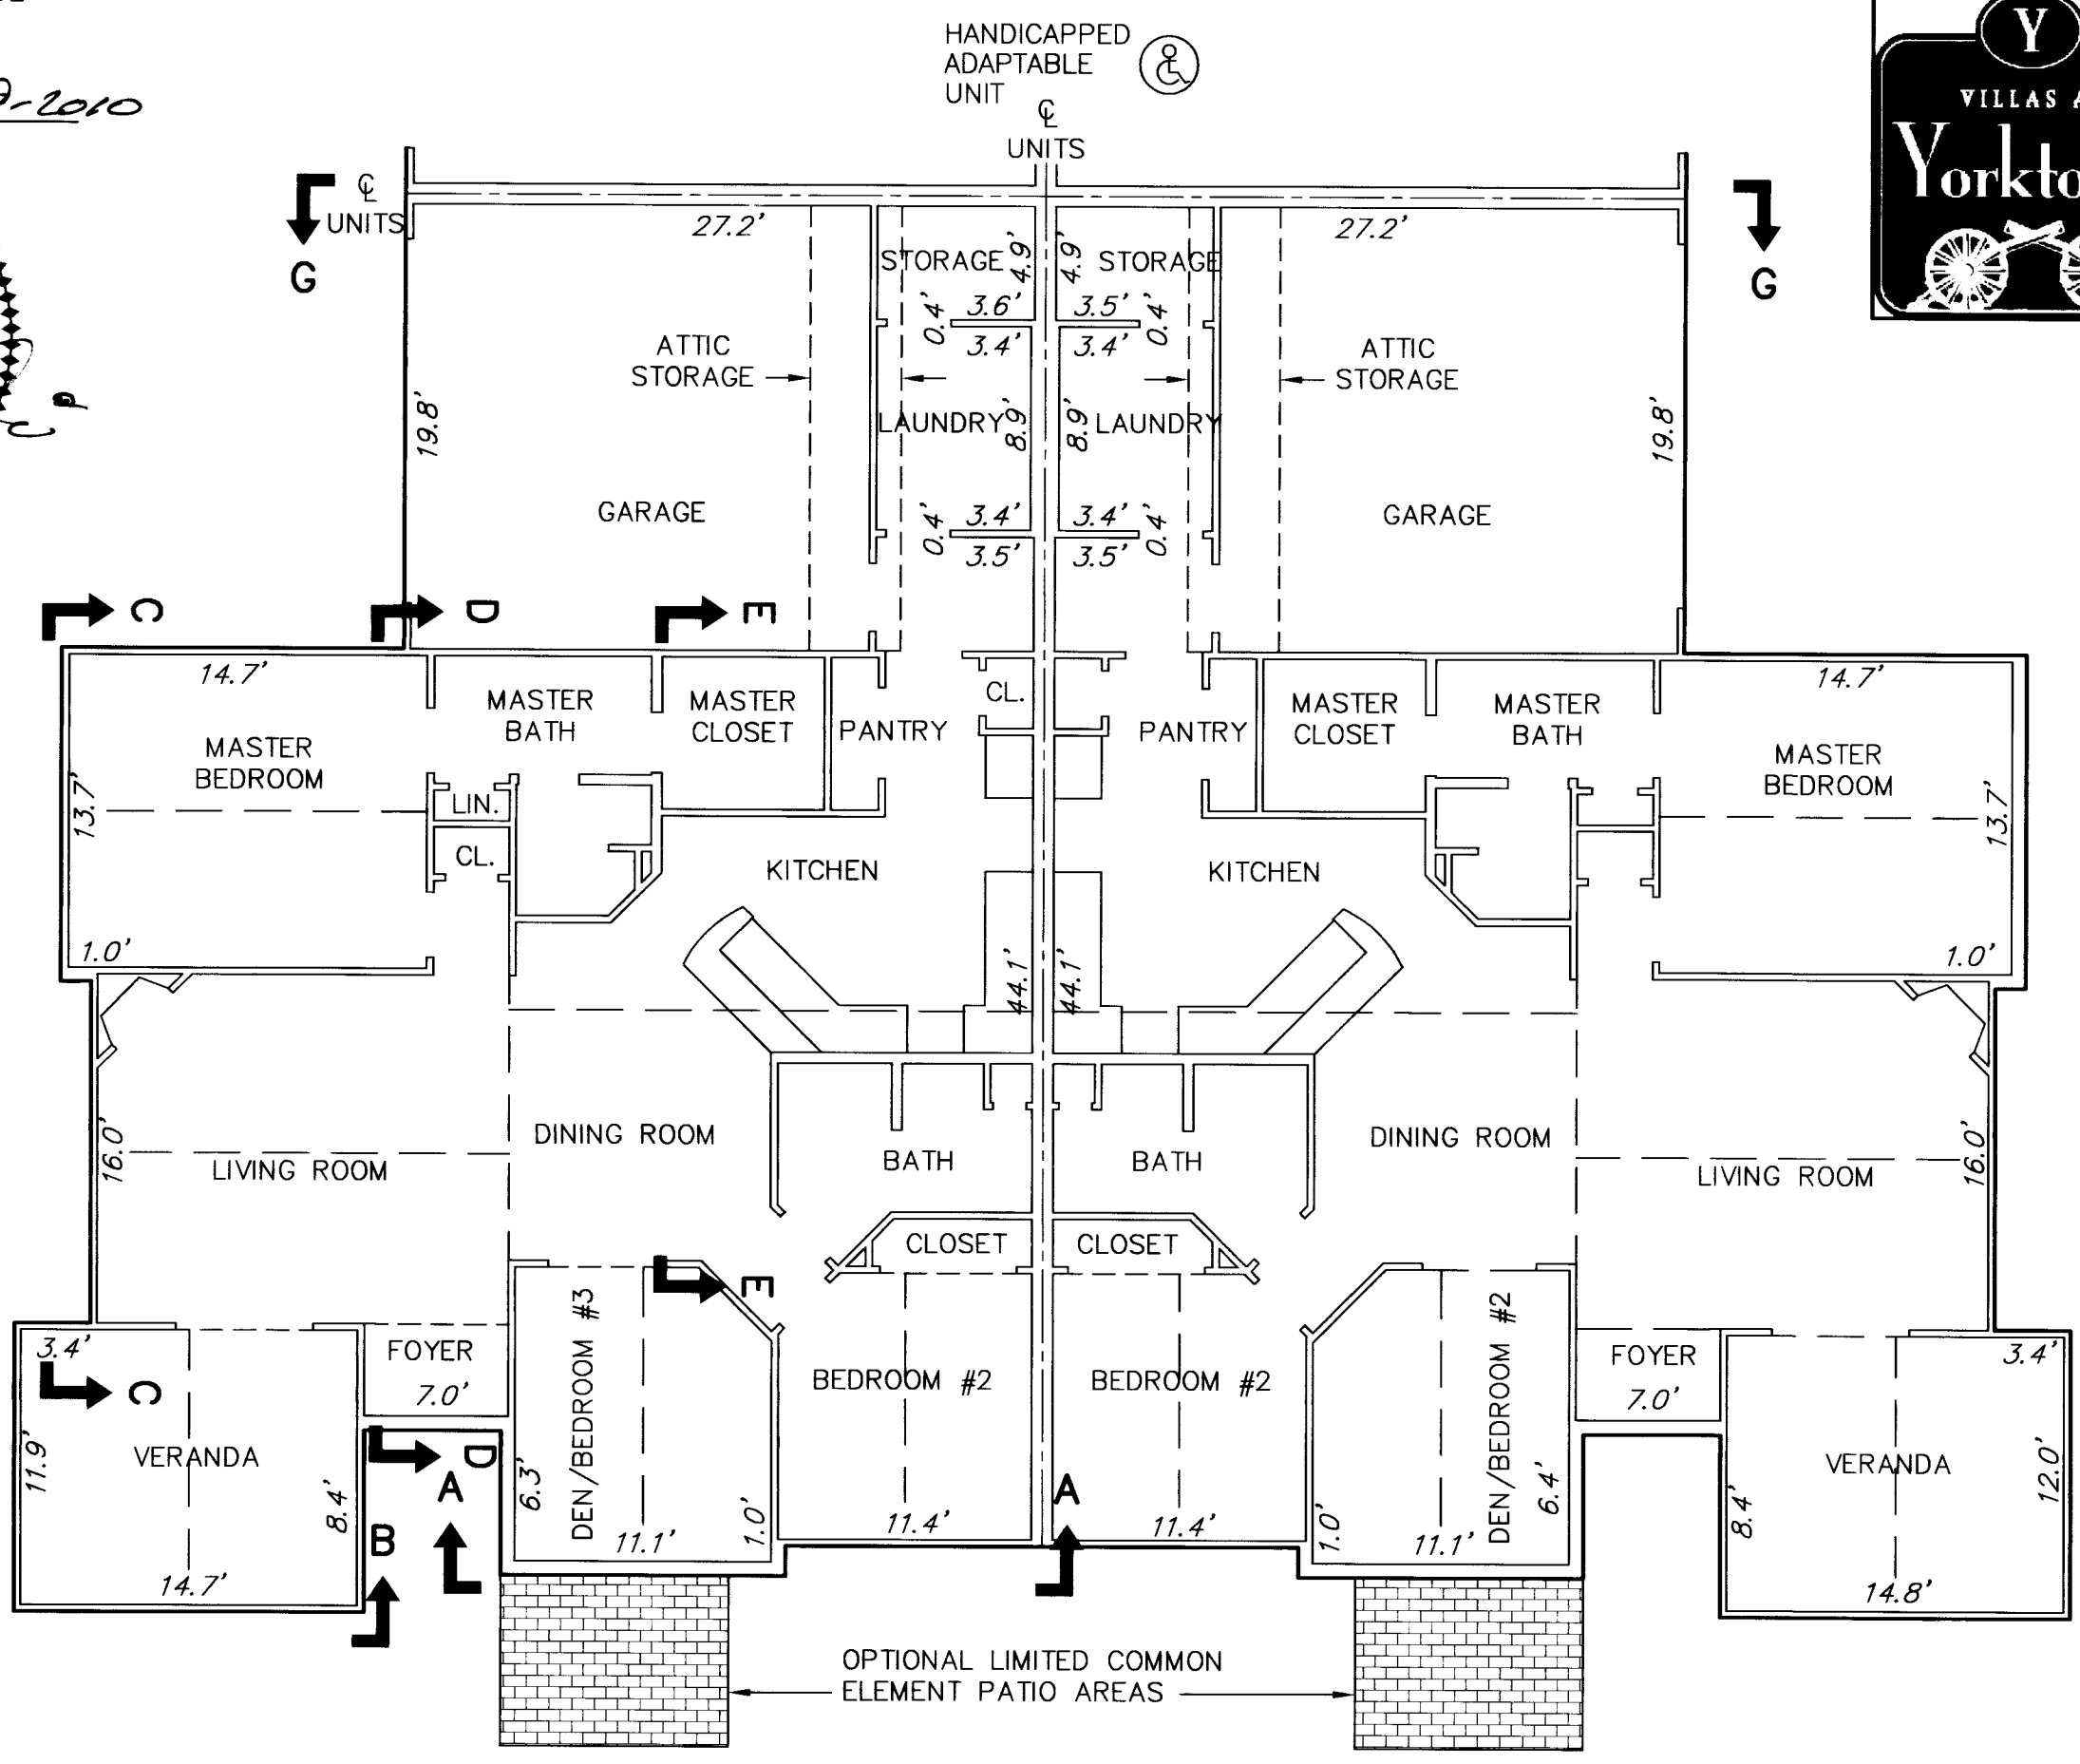 HANDICAPPED
ADAPTABLE
UNIT
℄
UNITS
-2010
Y
VILLAS
Yorkto
℄
UNITS
G
G
27.2'
STORAGE
4.9'
4.9'
STORAGE
27.2'
3.6'
0.4'
3.4'
3.5'
0.4'
3.4'
ATTIC
STORAGE
ATTIC
STORAGE
19.8'
LAUNDRY
8.9'
8.9'
LAUNDRY
19.8'
GARAGE
3.4'
0.4'
3.5'
3.4'
0.4'
3.5'
GARAGE
C
D
E
14.7'
MASTER
BATH
MASTER
CLOSET
PANTRY
CL.
PANTRY
MASTER
CLOSET
MASTER
BATH
14.7'
MASTER
BEDROOM
MASTER
BEDROOM
13.7'
LIN.
CL.
13.7'
KITCHEN
KITCHEN
1.0'
44.1'
44.1'
1.0'
16.0'
LIVING ROOM
DINING ROOM
BATH
BATH
DINING ROOM
LIVING ROOM
16.0'
CLOSET
CLOSET
E
3.4'
C
FOYER
7.0'
DEN/BEDROOM #3
BEDROOM #2
BEDROOM #2
DEN/BEDROOM #2
FOYER
7.0'
3.4'
11.9'
VERANDA
8.4'
D
A
B
6.3'
11.1'
1.0'
11.4'
A
11.4'
1.0'
11.1'
6.4'
8.4'
VERANDA
12.0'
14.7'
14.8'
OPTIONAL LIMITED COMMON
ELEMENT PATIO AREAS